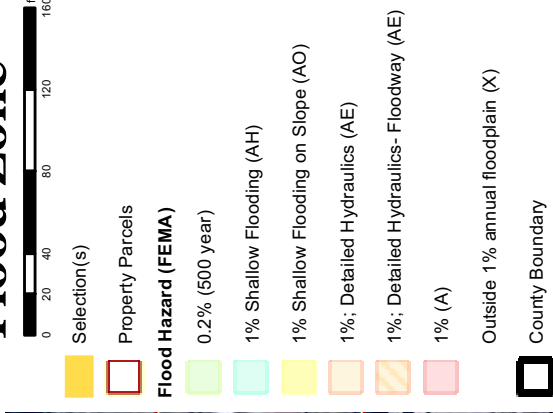 Flood Zone
0 20 40 80 120 160
Selection(s)
Property Parcels
Flood Hazard (FEMA)
0.2% (500 year)
1% Shallow Flooding (AH)
1% Shallow Flooding on Slope (AO)
1%; Detailed Hydraulics (AE)
1%; Detailed Hydraulics- Floodway (AE)
1% (A)
Outside 1% annual floodplain (X)
County Boundary